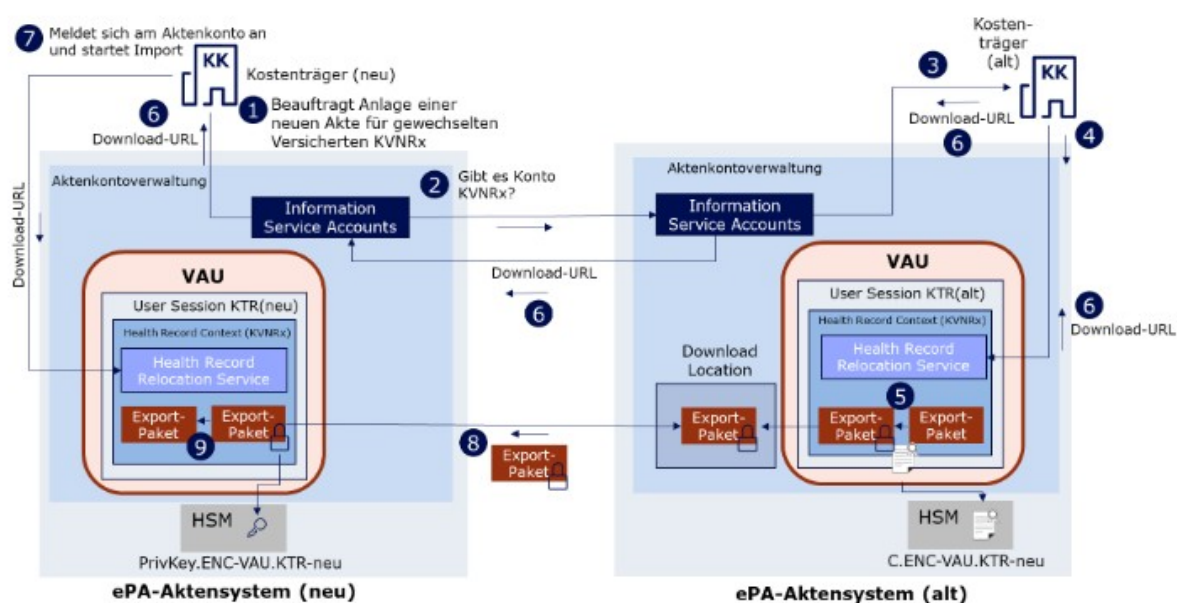 7
Meldet sich am Aktenkonto an
und startet Import
KK
Kostenträger (neu)
6
Download-URL
1
Beauftragt Anlage einer
neuen Akte für gewechselten
Versicherten KVNRx
Kosten-
träger
(alt)
KK
3
Download-URL
6
4
Aktenkontoverwaltung
2
Gibt es Konto
KVNRx?
Information
Service Accounts
Aktenkontoverwaltung
Information
Service Accounts
Download-URL
Download-URL
6
VAU
User Session KTR(neu)
Health Record Context (KVNRx)
Health Record
Relocation Service
Export-
Paket
Export-
Paket
9
8
Export-
Paket
HSM
PrivKey.ENC-VAU.KTR-neu
ePA-Aktensystem (neu)
Download
Location
Export-
Paket
VAU
User Session KTR(alt)
Health Record Context (KVNRx)
Health Record
Relocation Service
5
Export-
Paket
Export-
Paket
6
Download-URL
HSM
C.ENC-VAU.KTR-neu
ePA-Aktensystem (alt)